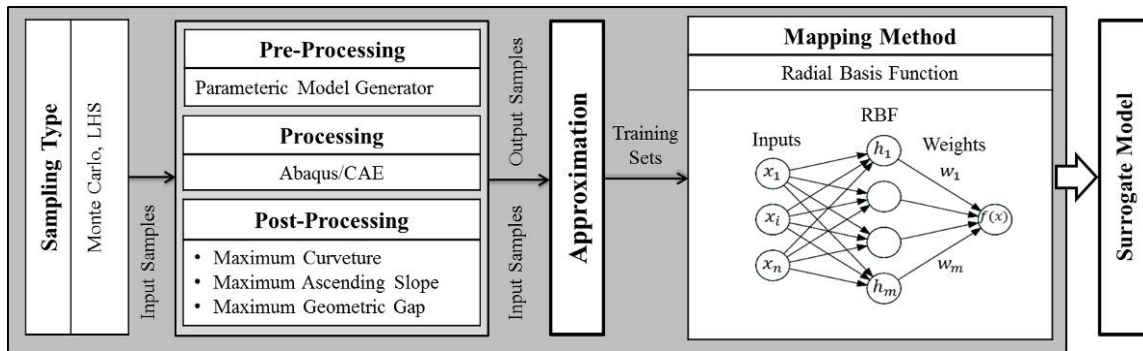 Sampling Type
Monte Carlo, LHS
Input Samples
Pre-Processing
Parameteric Model Generator
Processing
Abaqus/CAE
Post-Processing
• Maximum Curveture
• Maximum Ascending Slope
• Maximum Geometric Gap
Output Samples
Input Samples
Approximation
Training
Sets
Mapping Method
Radial Basis Function
RBF
Inputs
Weights
x₁
xᵢ
xₙ
h₁
hₘ
w₁
wₘ
f(x)
Surrogate Model